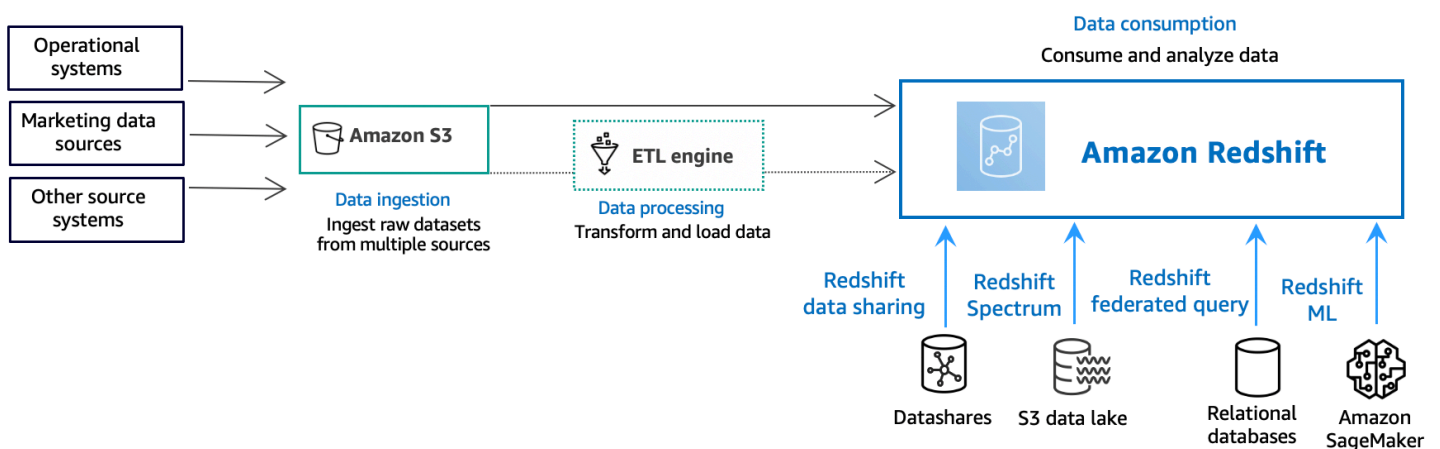 Operational
systems
Marketing data
sources
Other source
systems
Amazon S3
Data ingestion
Ingest raw datasets
from multiple sources
ETL engine
Data processing
Transform and load data
Data consumption
Consume and analyze data
Amazon Redshift
Redshift
data sharing
Redshift
Spectrum
Redshift
federated query
Redshift
ML
Datashares
S3 data lake
Relational
databases
Amazon
SageMaker